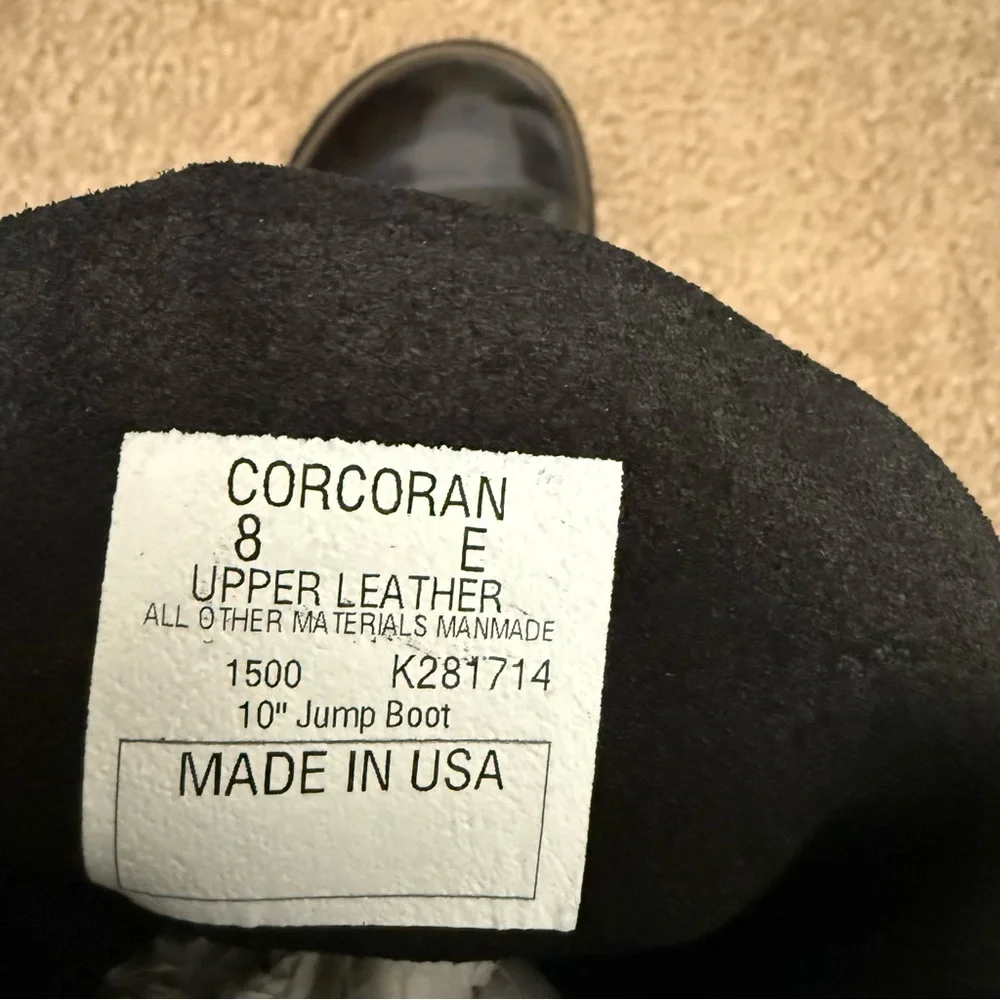 CORCORAN
8 E
UPPER LEATHER
ALL OTHER MATERIALS MANMADE
1500 K281714
10" Jump Boot
MADE IN USA